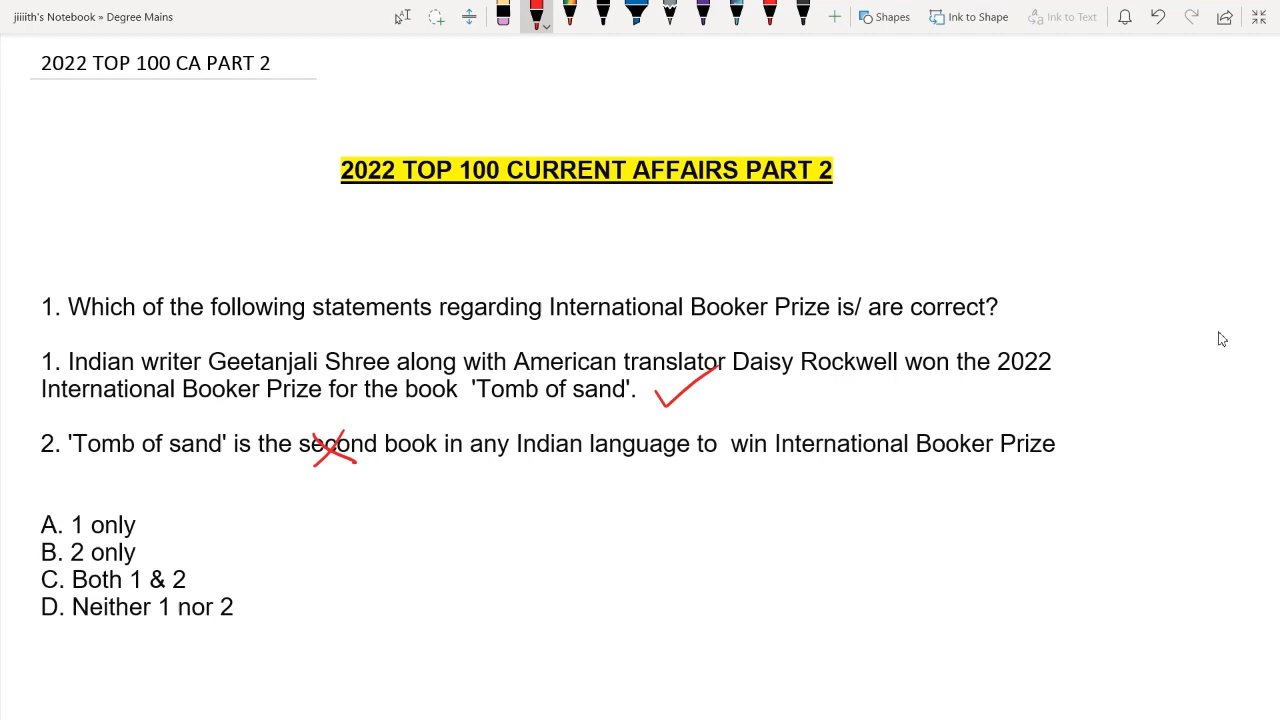 jiiiith's Notebook » Degree Mains
Shapes
Ink to Shape
Ink to Text
2022 TOP 100 CA PART 2
2022 TOP 100 CURRENT AFFAIRS PART 2
1. Which of the following statements regarding International Booker Prize is/ are correct?
1. Indian writer Geetanjali Shree along with American translator Daisy Rockwell won the 2022
International Booker Prize for the book 'Tomb of sand'.
2. 'Tomb of sand' is the second book in any Indian language to win International Booker Prize
A. 1 only
B. 2 only
C. Both 1 & 2
D. Neither 1 nor 2